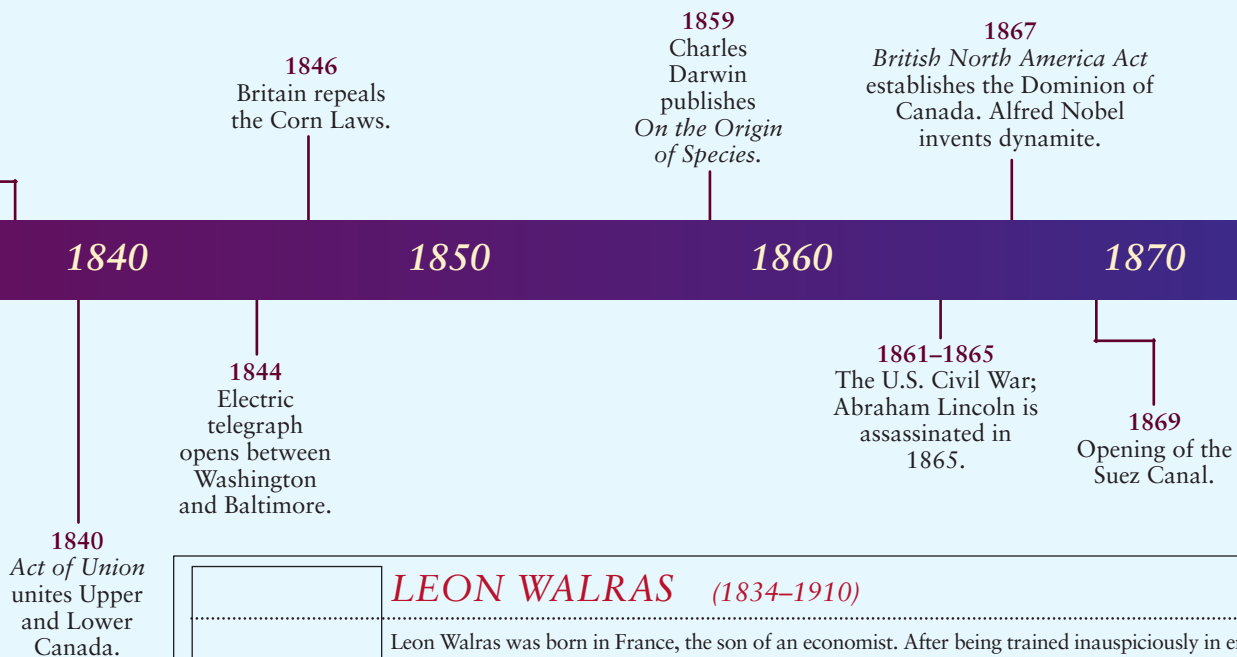 1846
Britain repeals
the Corn Laws.
1859
Charles
Darwin
publishes
On the Origin
of Species.
1867
British North America Act
establishes the Dominion of
Canada. Alfred Nobel
invents dynamite.
1840
1850
1860
1870
1840
Act of Union
unites Upper
and Lower
Canada.
1844
Electric
telegraph
opens between
Washington
and Baltimore.
1861–1865
The U.S. Civil War;
Abraham Lincoln is
assassinated in
1865.
1869
Opening of the
Suez Canal.
LEON WALRAS (1834–1910)
Leon Walras was born in France, the son of an economist. After being trained inauspiciously in